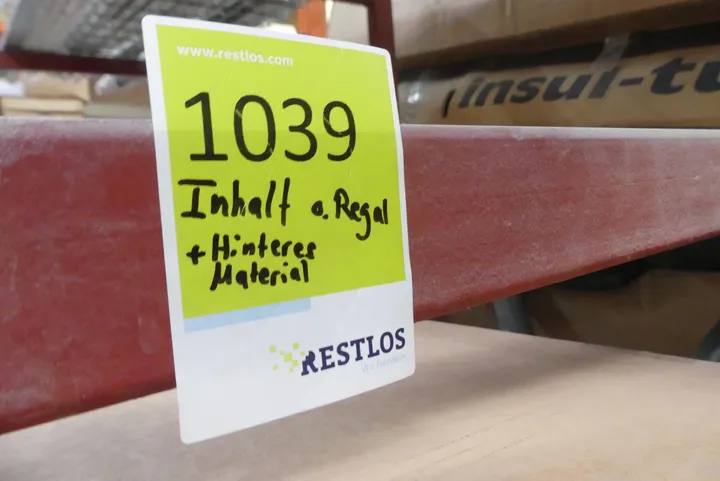 www.restlos.com
1039
Inhalt o. Regal
+ Hinteres
Material
RESTLOS
insul-tu